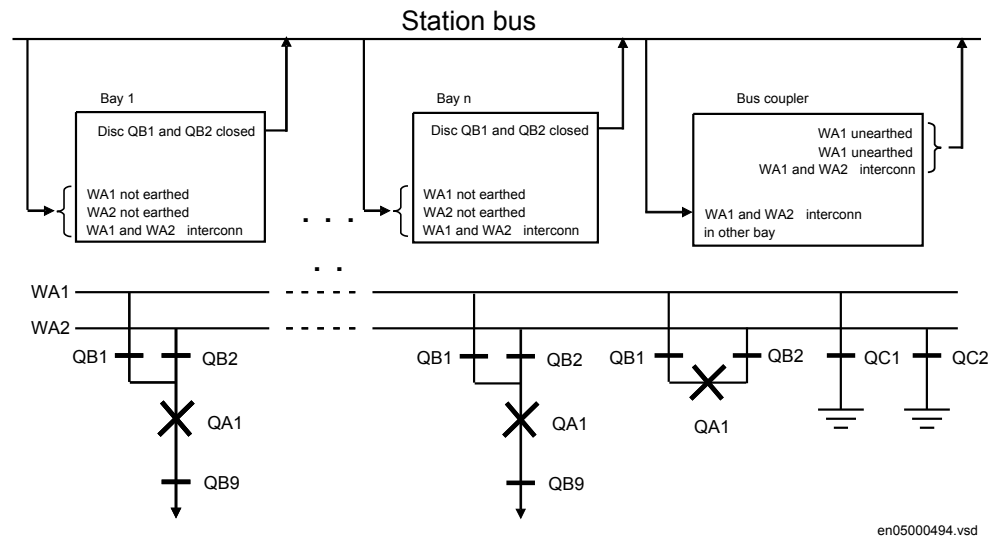 Station bus
Bay 1
Bay n
Bus coupler
Disc QB1 and QB2 closed
WA1 not earthed
WA2 not earthed
WA1 and WA2 interconn
Disc QB1 and QB2 closed
WA1 not earthed
WA2 not earthed
WA1 and WA2 interconn
WA1 unearthed
WA1 unearthed
WA1 and WA2 interconn
WA1 and WA2 interconn
in other bay
. . .
. .
WA1
WA2
QB1
QB2
QB1
QB2
QB1
QB2
QC1
QC2
QA1
QA1
QA1
QB9
QB9
en05000494.vsd